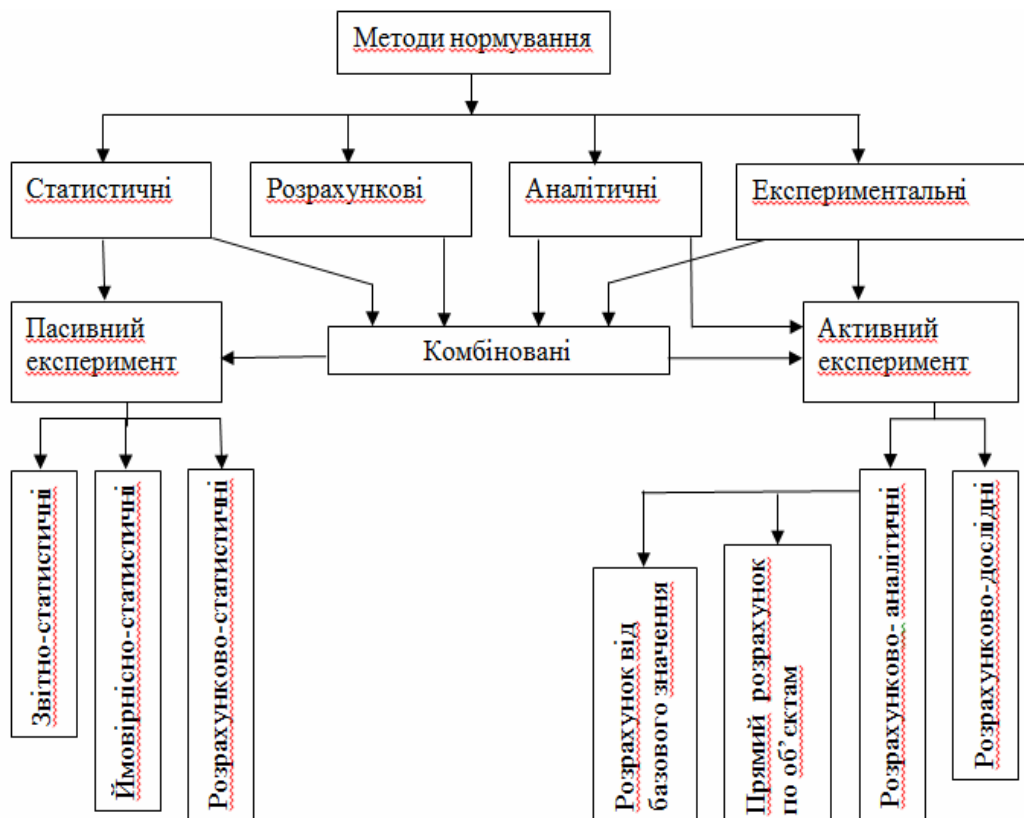 Методи нормування
Статистичні
Розрахункові
Аналітичні
Експериментальні
Пасивний
експеримент
Комбіновані
Активний
експеримент
Звітно-статистичні
Ймовірнісно-статистичні
Розрахунково-статистичні
Розрахунок від
базового значення
Прямий розрахунок
по об’єктам
Розрахунково- аналітичні
Розрахунково-дослідні